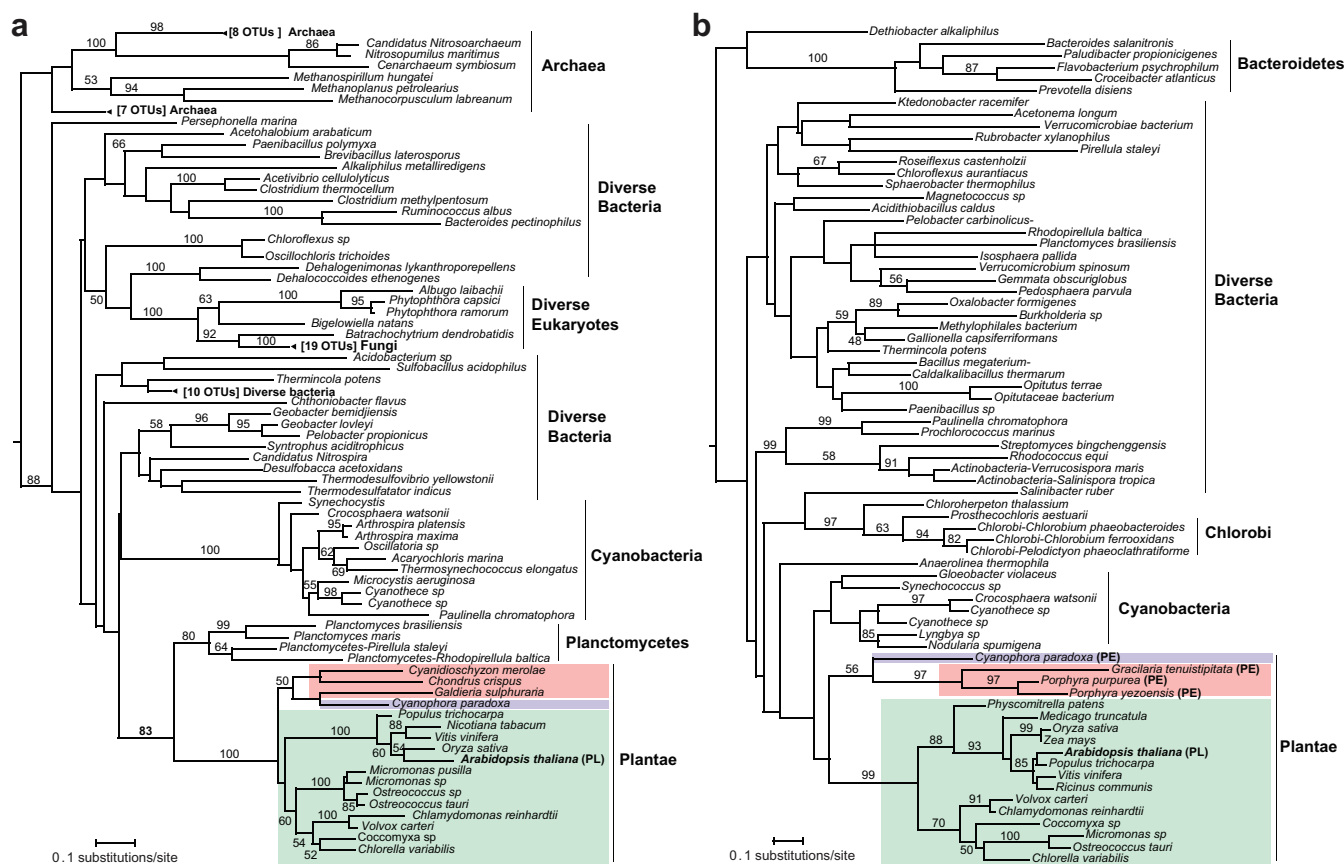 a
98
[8 OTUs ] Archaea
100
86
Candidatus Nitrosoarchaeum
Nitrosopumilus maritimus
Cenarchaeum symbiosum
Archaea
53
Methanospirillum hungatei
94
Methanoplanus petrolearius
Methanocorpusculum labreanum
[7 OTUs] Archaea
Persephonella marina
Acetohalobium arabaticum
66
Paenibacillus polymyxa
Brevibacillus laterosporus
Alkaliphilus metalliredigens
100
Acetivibrio cellulolyticus
Clostridium thermocellum
Clostridium methylpentosum
100
Ruminococcus albus
Bacteroides pectinophilus
Diverse
Bacteria
100
Chloroflexus sp
Oscillochloris trichoides
100
Dehalogenimonas lykanthroporepellens
Dehalococcoides ethenogenes
50
100
Albugo laibachii
63
95
Phytophthora capsici
Phytophthora ramorum
100
Bigelowiella natans
92
Batrachochytrium dendrobatidis
100
[19 OTUs] Fungi
Diverse
Eukaryotes
Acidobacterium sp
Sulfobacillus acidophilus
Thermincola potens
[10 OTUs] Diverse bacteria
Chthoniobacter flavus
96
Geobacter bemidjiensis
58
95
Geobacter lovleyi
Pelobacter propionicus
Syntrophus aciditrophicus
Candidatus Nitrospira
Desulfobacca acetoxidans
Thermodesulfovibrio yellowstonii
Thermodesulfatator indicus
Diverse
Bacteria
88
Synechocystis
Crocosphaera watsonii
95
Arthrospira platensis
Arthrospira maxima
100
62
Oscillatoria sp
Acaryochloris marina
69
Thermosynechococcus elongatus
55
Microcystis aeruginosa
98
Cyanothece sp
Cyanothece sp
Paulinella chromatophora
Cyanobacteria
99
Planctomyces brasiliensis
80
Planctomyces maris
64
Planctomyces-Pirellula staleyi
Planctomycetes-Rhodopirellula baltica
Planctomycetes
83
50
Cyanidioschyzon merolae
Chondrus crispus
Galdieria sulphuraria
Cyanophora paradoxa
100
Populus trichocarpa
100
88
Nicotiana tabacum
Vitis vinifera
60
54
Oryza sativa
Arabidopsis thaliana (PL)
Micromonas pusilla
100
Micromonas sp
Ostreococcus sp
85
Ostreococcus tauri
60
100
Chlamydomonas reinhardtii
54
Volvox carteri
Coccomyxa sp
52
Chlorella variabilis
Plantae
0.1 substitutions/site
b
Dethiobacter alkaliphilus
100
Bacteroides salanitronis
Paludibacter propionicigenes
87
Flavobacterium psychrophilum
Croceibacter atlanticus
Prevotella disiens
Bacteroidetes
Ktedonobacter racemifer
Acetonema longum
Verrucomicrobiae bacterium
Rubrobacter xylanophilus
Pirellula staleyi
67
Roseiflexus castenholzii
Chloroflexus aurantiacus
Sphaerobacter thermophilus
Magnetococcus sp
Acidithiobacillus caldus
Pelobacter carbinolicus-
Rhodopirellula baltica
Planctomyces brasiliensis
Isosphaera pallida
Verrucomicrobium spinosum
56
Gemmata obscuriglobus
Pedosphaera parvula
89
Oxalobacter formigenes
59
Burkholderia sp
Methylophilales bacterium
48
Gallionella capsiferriformans
Thermincola potens
Bacillus megaterium-
Caldalkalibacillus thermarum
100
Opitutus terrae
Opitutaceae bacterium
Paenibacillus sp
99
Paulinella chromatophora
Prochlorococcus marinus
99
58
Streptomyces bingchenggensis
Rhodococcus equi
91
Actinobacteria-Verrucosispora maris
Actinobacteria-Salinispora tropica
Salinibacter ruber
Diverse
Bacteria
97
Chloroherpeton thalassium
63
Prosthecochloris aestuarii
94
Chlorobi-Chlorobium phaeobacteroides
82
Chlorobi-Chlorobium ferrooxidans
Chlorobi-Pelodictyon phaeoclathratiforme
Chlorobi
Anaerolinea thermophila
Gloeobacter violaceus
Synechococcus sp
97
Crocosphaera watsonii
Cyanothece sp
Cyanothece sp
85
Lyngbya sp
Nodularia spumigena
Cyanobacteria
56
Cyanophora paradoxa (PE)
97
Gracilaria tenuistipitata (PE)
97
Porphyra purpurea (PE)
Porphyra yezoensis (PE)
Physcomitrella patens
88
Medicago truncatula
93
99
Oryza sativa
Zea mays
Arabidopsis thaliana (PL)
85
Populus trichocarpa
Vitis vinifera
Ricinus communis
99
91
Volvox carteri
Chlamydomonas reinhardtii
70
Coccomyxa sp
50
100
Micromonas sp
Ostreococcus tauri
Chlorella variabilis
Plantae
0.1 substitutions/site